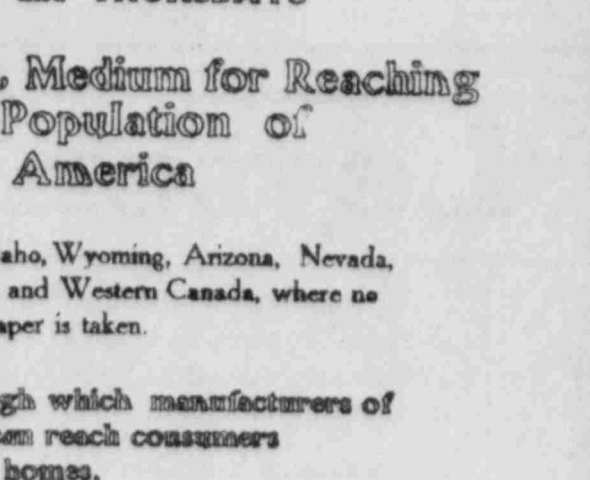 Medium for Reaching
Population of
America
aho, Wyoming, Arizona, Nevada,
and Western Canada, where no
aper is taken.
gh which manufacturers of
can reach consumers
homes.